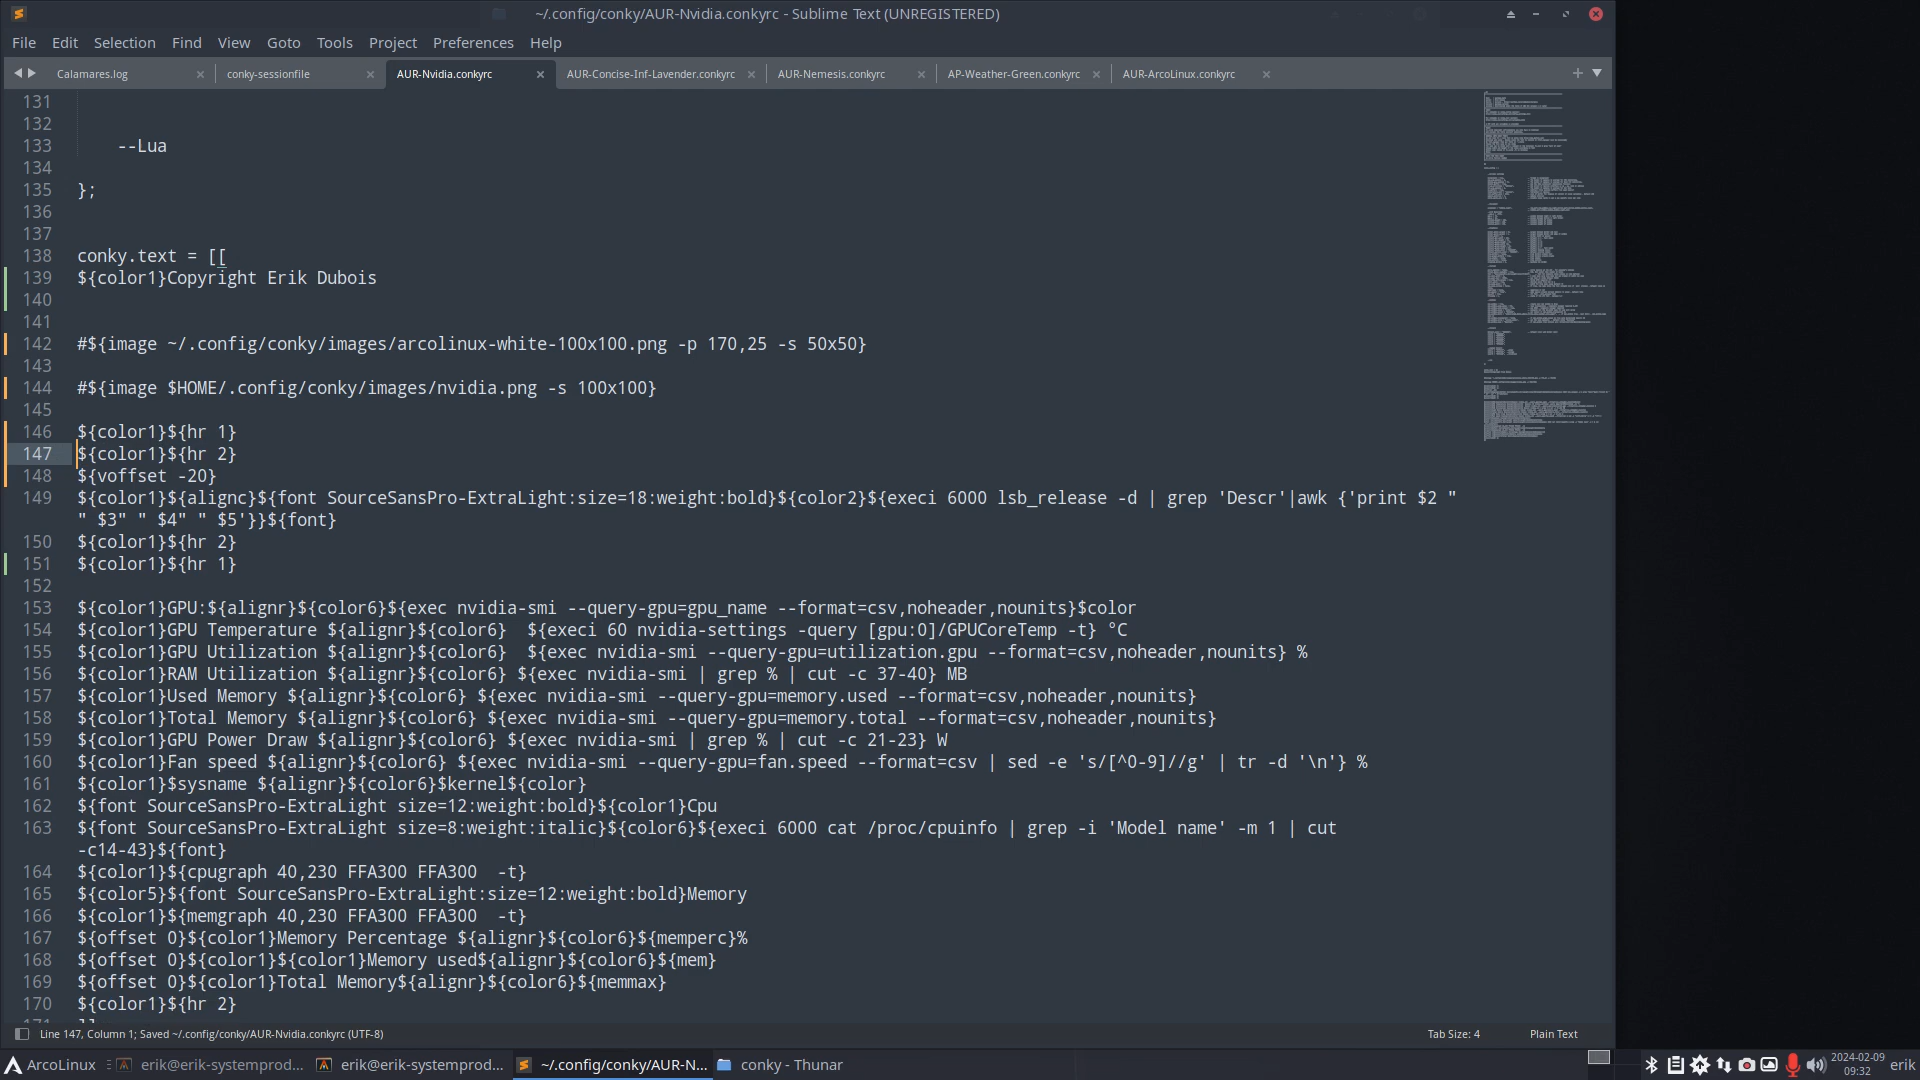 ~/.config/conky/AUR-Nvidia.conkyrc - Sublime Text (UNREGISTERED)
File Edit Selection Find View Goto Tools Project Preferences Help
Calamares.log conky-sessionfile AUR-Nvidia.conkyrc AUR-Concise-Inf-Lavender.conkyrc AUR-Nemesis.conkyrc AP-Weather-Green.conkyrc AUR-ArcoLinux.conkyrc
131
132
133 --Lua
134
135 };
136
137
138 conky.text = [[
139 ${color1}Copyright Erik Dubois
140
141
142 #${image ~/.config/conky/images/arcolinux-white-100x100.png -p 170,25 -s 50x50}
143
144 #${image $HOME/.config/conky/images/nvidia.png -s 100x100}
145
146 ${color1}${hr 1}
147 ${color1}${hr 2}
148 ${voffset -20}
149 ${color1}${alignc}${font SourceSansPro-ExtraLight:size=18:weight:bold}${color2}${execi 6000 lsb_release -d | grep 'Descr'|awk {'print $2 "
" $3" " $4" " $5'}}${font}
150 ${color1}${hr 2}
151 ${color1}${hr 1}
152
153 ${color1}GPU:${alignr}${color6}${exec nvidia-smi --query-gpu=gpu_name --format=csv,noheader,nounits}$color
154 ${color1}GPU Temperature ${alignr}${color6}  ${execi 60 nvidia-settings -query [gpu:0]/GPUCoreTemp -t} °C
155 ${color1}GPU Utilization ${alignr}${color6}  ${exec nvidia-smi --query-gpu=utilization.gpu --format=csv,noheader,nounits} %
156 ${color1}RAM Utilization ${alignr}${color6} ${exec nvidia-smi | grep % | cut -c 37-40} MB
157 ${color1}Used Memory ${alignr}${color6} ${exec nvidia-smi --query-gpu=memory.used --format=csv,noheader,nounits}
158 ${color1}Total Memory ${alignr}${color6} ${exec nvidia-smi --query-gpu=memory.total --format=csv,noheader,nounits}
159 ${color1}GPU Power Draw ${alignr}${color6} ${exec nvidia-smi | grep % | cut -c 21-23} W
160 ${color1}Fan speed ${alignr}${color6} ${exec nvidia-smi --query-gpu=fan.speed --format=csv | sed -e 's/[^0-9]//g' | tr -d '\n'} %
161 ${color1}$sysname ${alignr}${color6}$kernel${color}
162 ${font SourceSansPro-ExtraLight size=12:weight:bold}${color1}Cpu
163 ${font SourceSansPro-ExtraLight size=8:weight:italic}${color6}${execi 6000 cat /proc/cpuinfo | grep -i 'Model name' -m 1 | cut
-c14-43}${font}
164 ${color1}${cpugraph 40,230 FFA300 FFA300  -t}
165 ${color5}${font SourceSansPro-ExtraLight:size=12:weight:bold}Memory
166 ${color1}${memgraph 40,230 FFA300 FFA300  -t}
167 ${offset 0}${color1}Memory Percentage ${alignr}${color6}${memperc}%
168 ${offset 0}${color1}${color1}Memory used${alignr}${color6}${mem}
169 ${offset 0}${color1}Total Memory${alignr}${color6}${memmax}
170 ${color1}${hr 2}
Line 147, Column 1; Saved ~/.config/conky/AUR-Nvidia.conkyrc (UTF-8) Tab Size: 4 Plain Text
ArcoLinux erik@erik-systemprod... erik@erik-systemprod... ~/.config/conky/AUR-N... conky - Thunar 2024-02-09 erik
09:32